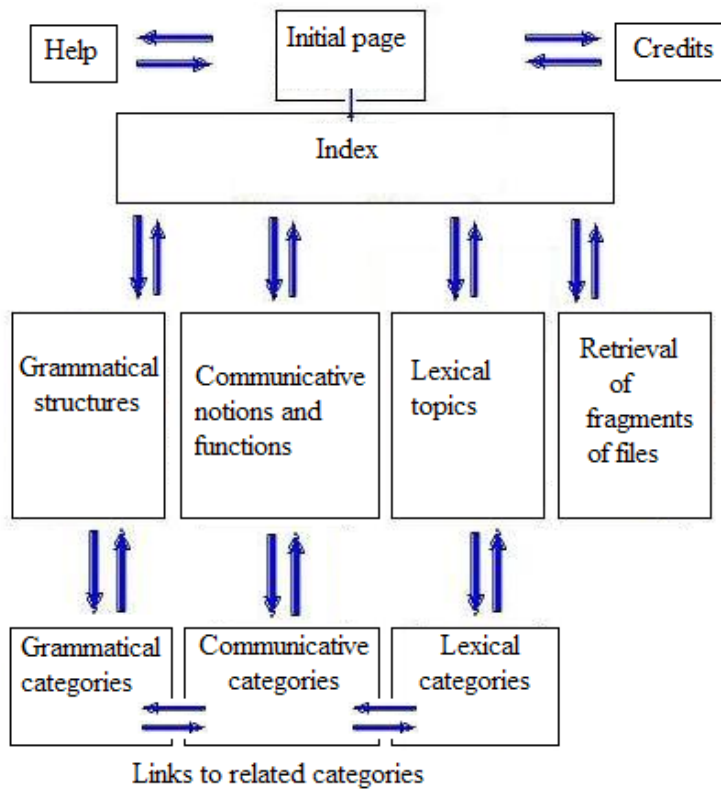 Help
Initial page
Credits
Index
Grammatical
structures
Communicative
notions and
functions
Lexical
topics
Retrieval
of
fragments
of files
Grammatical
categories
Communicative
categories
Lexical
categories
Links to related categories